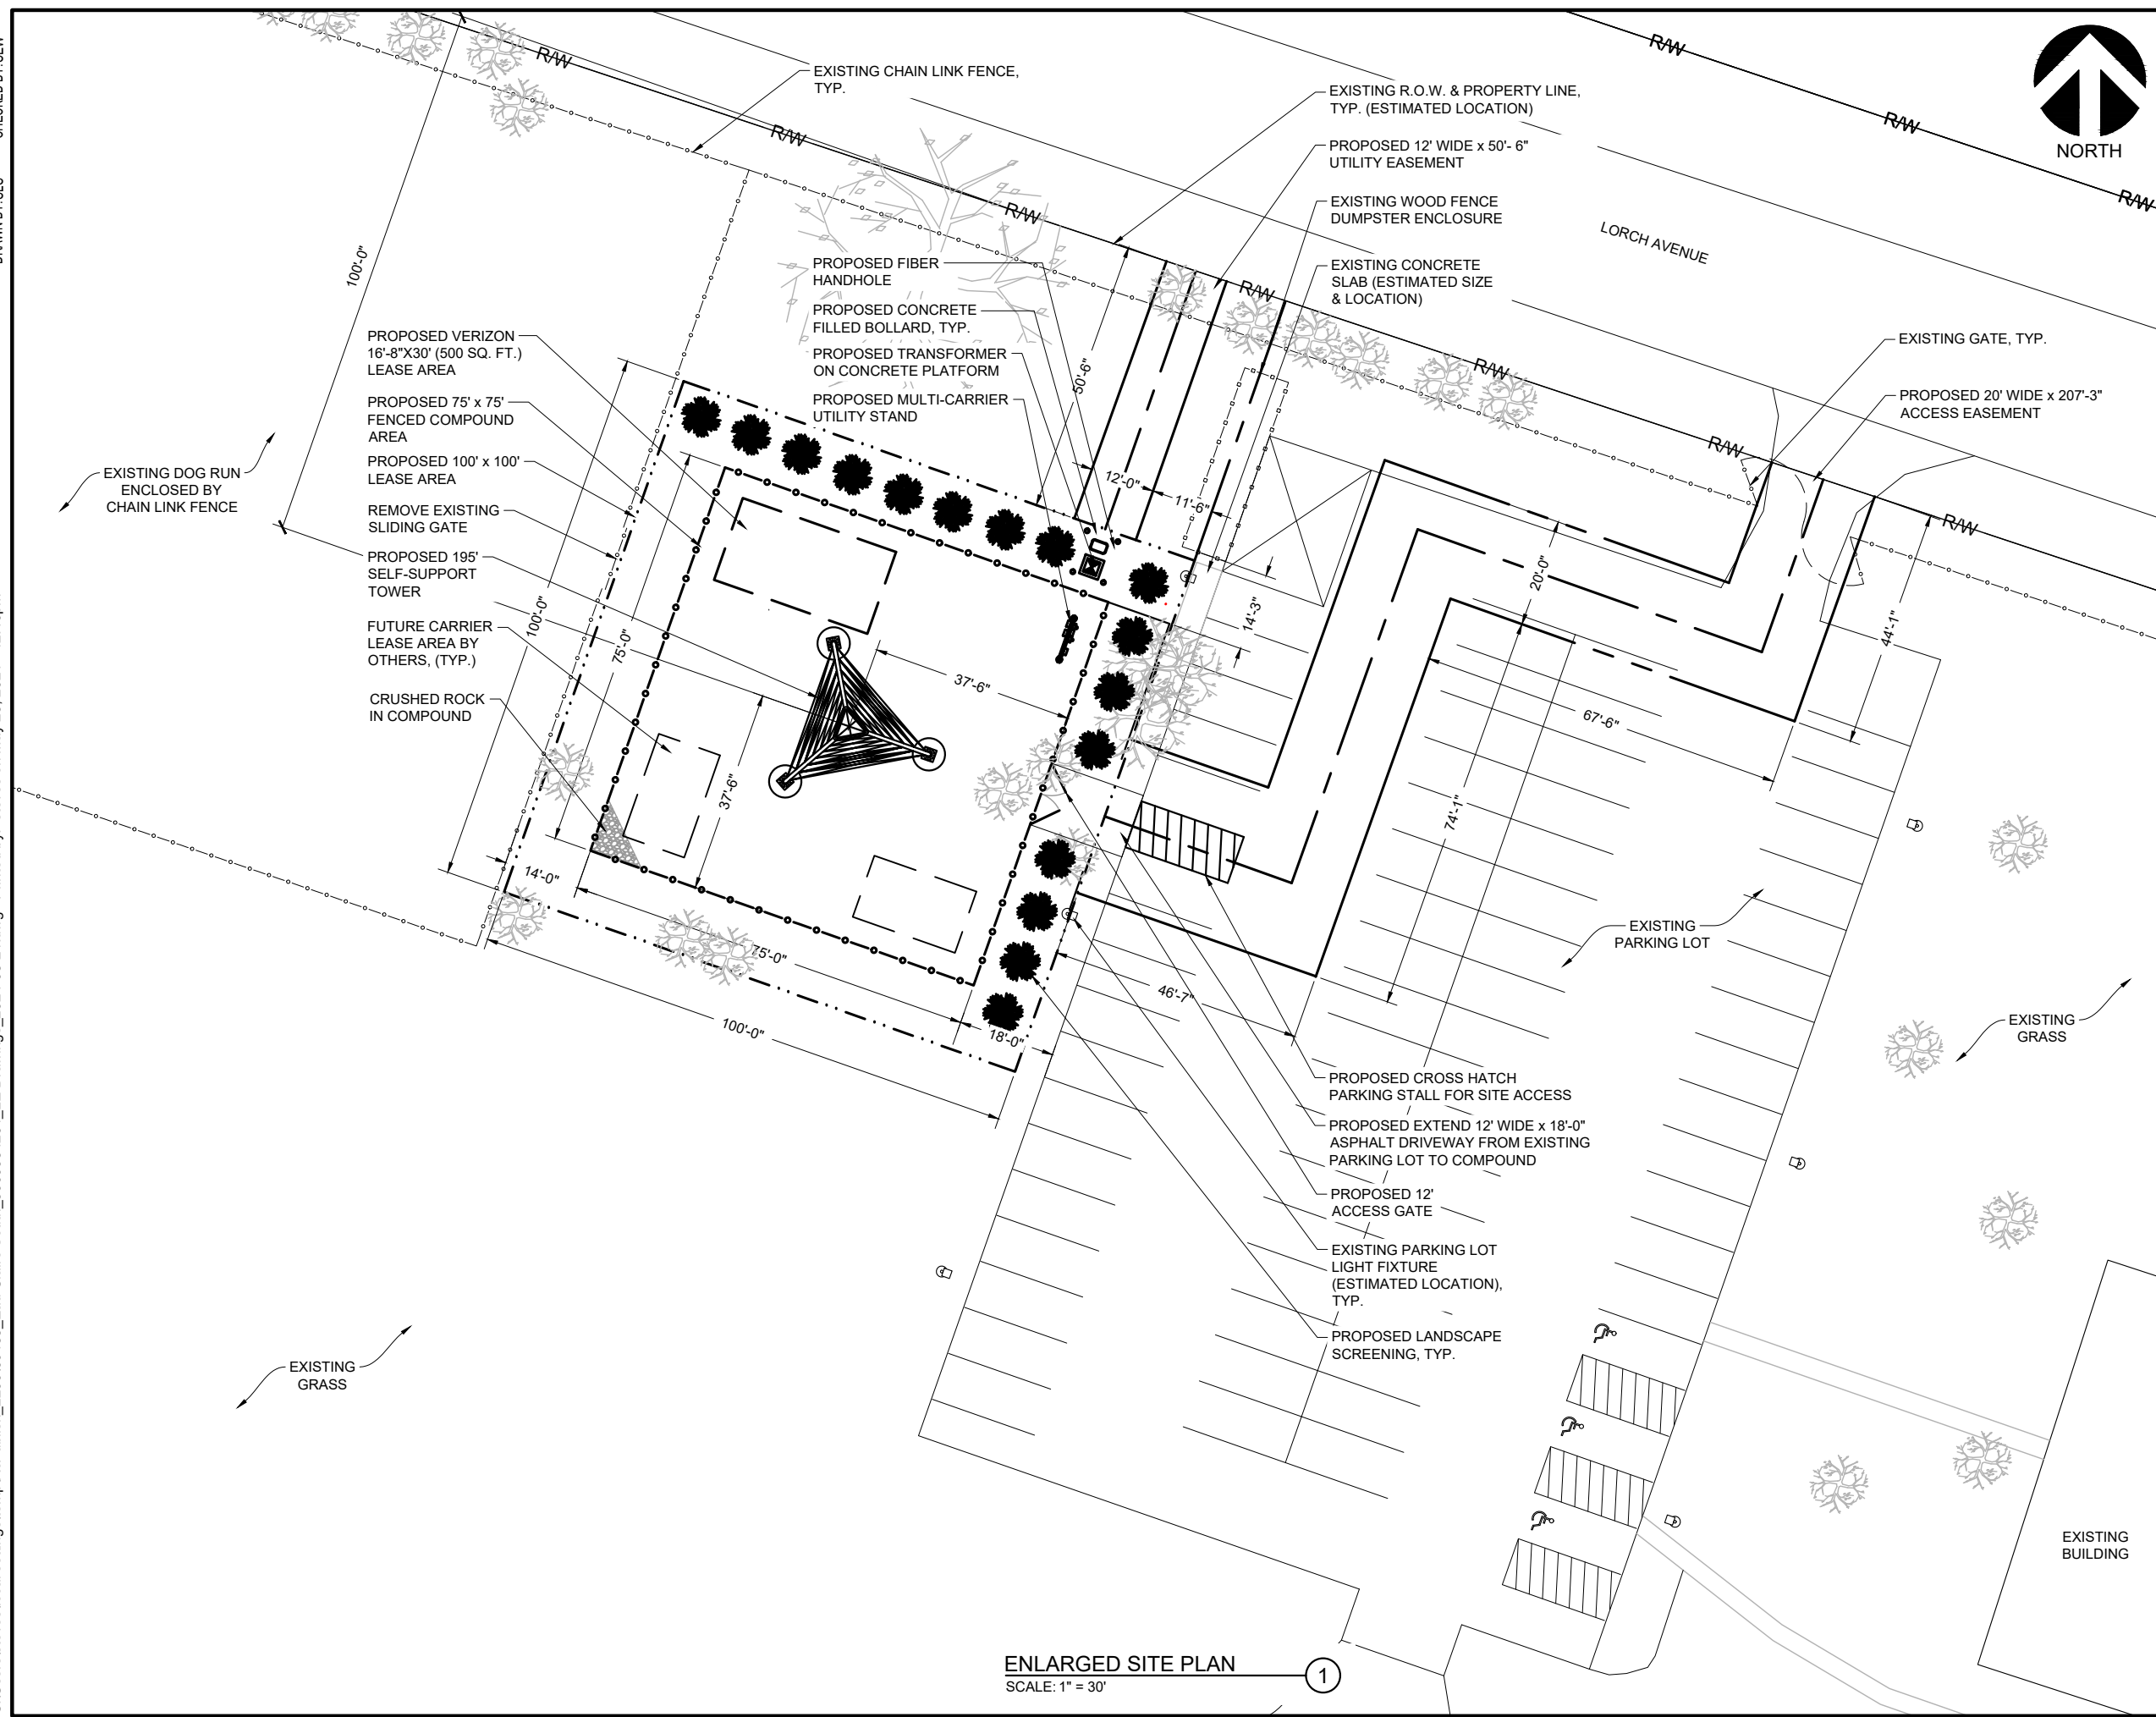 NORTH
R/W
R/W
R/W
R/W
R/W
R/W
R/W
R/W
R/W
R/W
R/W
LORCH AVENUE
EXISTING CHAIN LINK FENCE,
TYP.
EXISTING R.O.W. & PROPERTY LINE,
TYP. (ESTIMATED LOCATION)
PROPOSED 12' WIDE x 50'- 6"
UTILITY EASEMENT
EXISTING WOOD FENCE
DUMPSTER ENCLOSURE
EXISTING CONCRETE
SLAB (ESTIMATED SIZE
& LOCATION)
EXISTING GATE, TYP.
PROPOSED 20' WIDE x 207'-3"
ACCESS EASEMENT
PROPOSED FIBER
HANDHOLE
PROPOSED CONCRETE
FILLED BOLLARD, TYP.
PROPOSED TRANSFORMER
ON CONCRETE PLATFORM
PROPOSED MULTI-CARRIER
UTILITY STAND
PROPOSED VERIZON
16'-8"X30' (500 SQ. FT.)
LEASE AREA
PROPOSED 75' x 75'
FENCED COMPOUND
AREA
PROPOSED 100' x 100'
LEASE AREA
REMOVE EXISTING
SLIDING GATE
PROPOSED 195'
SELF-SUPPORT
TOWER
FUTURE CARRIER
LEASE AREA BY
OTHERS, (TYP.)
CRUSHED ROCK
IN COMPOUND
EXISTING DOG RUN
ENCLOSED BY
CHAIN LINK FENCE
100'-0"
50'-6"
12'-0"
11'-6"
14'-3"
20'-0"
44'-1"
67'-6"
74'-1"
100'-0"
75'-0"
37'-6"
37'-6"
14'-0"
75'-0"
100'-0"
18'-0"
46'-7"
EXISTING
PARKING LOT
EXISTING
GRASS
PROPOSED CROSS HATCH
PARKING STALL FOR SITE ACCESS
PROPOSED EXTEND 12' WIDE x 18'-0"
ASPHALT DRIVEWAY FROM EXISTING
PARKING LOT TO COMPOUND
PROPOSED 12'
ACCESS GATE
EXISTING PARKING LOT
LIGHT FIXTURE
(ESTIMATED LOCATION),
TYP.
PROPOSED LANDSCAPE
SCREENING, TYP.
EXISTING
GRASS
EXISTING
BUILDING
ENLARGED SITE PLAN
SCALE: 1" = 30'
1